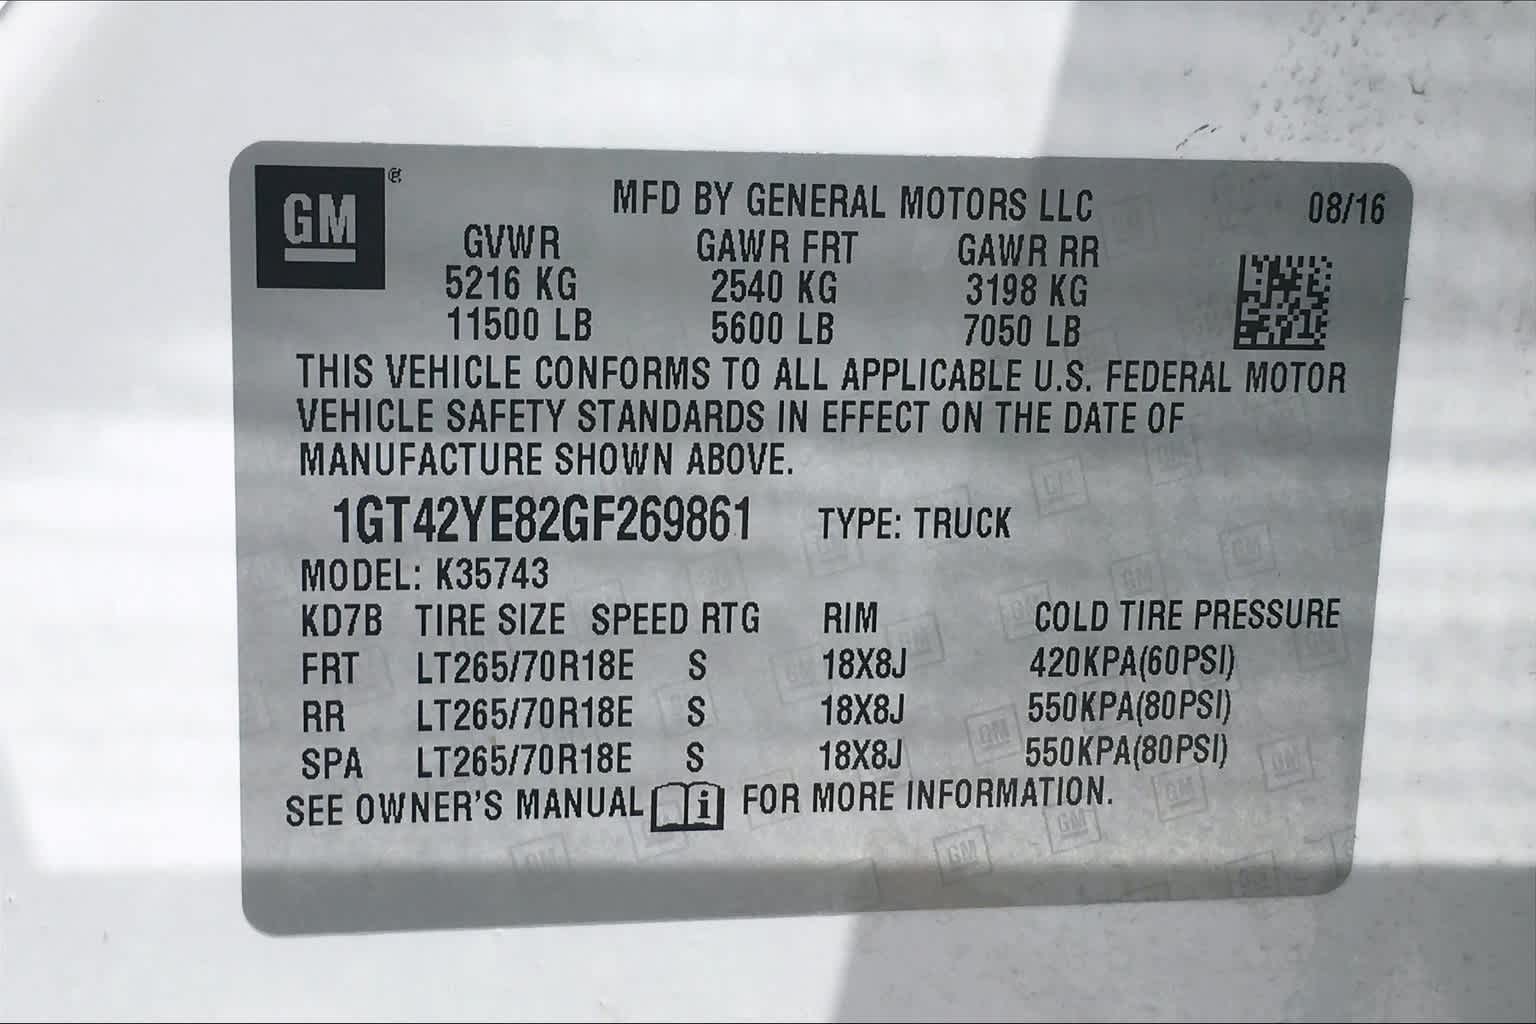 GM
MFD BY GENERAL MOTORS LLC 08/16
GVWR GAWR FRT GAWR RR
5216 KG 2540 KG 3198 KG
11500 LB 5600 LB 7050 LB
THIS VEHICLE CONFORMS TO ALL APPLICABLE U.S. FEDERAL MOTOR
VEHICLE SAFETY STANDARDS IN EFFECT ON THE DATE OF
MANUFACTURE SHOWN ABOVE.
1GT42YE82GF269861 TYPE: TRUCK
MODEL: K35743
KD7B TIRE SIZE SPEED RTG RIM COLD TIRE PRESSURE
FRT LT265/70R18E S 18X8J 420KPA(60PSI)
RR LT265/70R18E S 18X8J 550KPA(80PSI)
SPA LT265/70R18E S 18X8J 550KPA(80PSI)
SEE OWNER'S MANUAL i FOR MORE INFORMATION.